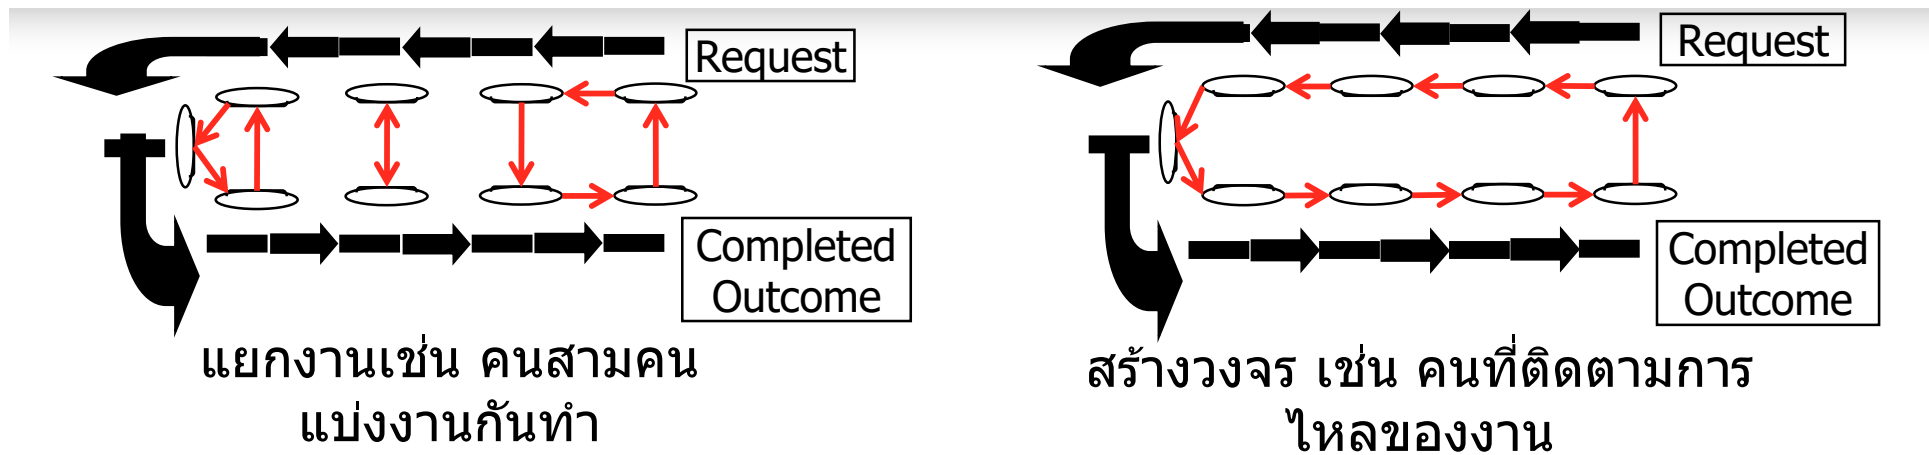 Request
Completed
Outcome
แยกงานเช่น คนสามคน
แบ่งงานกันทำ
Request
Completed
Outcome
สร้างวงจร เช่น คนที่ติดตามการ
ไหลของงาน